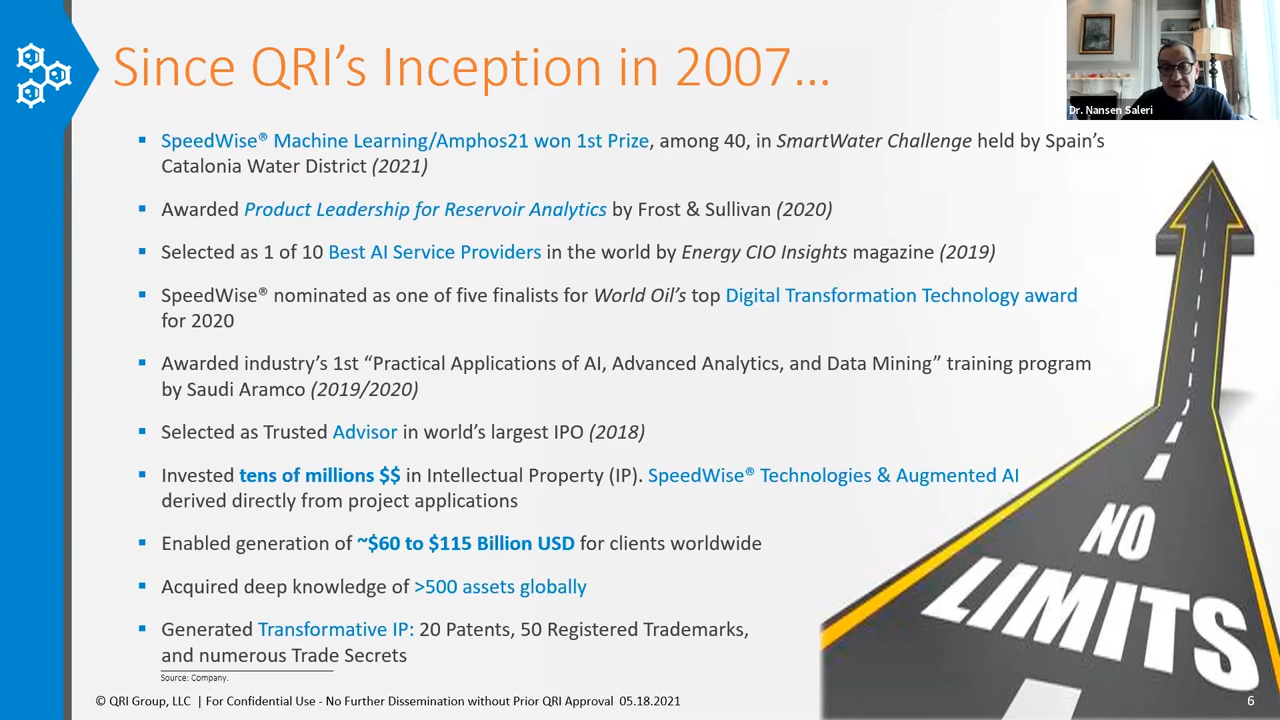 Since QRI's Inception in 2007...
Dr. Nansen Saleri
▪ SpeedWise® Machine Learning/Amphos21 won 1st Prize, among 40, in SmartWater Challenge held by Spain's
Catalonia Water District (2021)
▪ Awarded Product Leadership for Reservoir Analytics by Frost & Sullivan (2020)
▪ Selected as 1 of 10 Best AI Service Providers in the world by Energy CIO Insights magazine (2019)
▪ SpeedWise® nominated as one of five finalists for World Oil's top Digital Transformation Technology award
for 2020
▪ Awarded industry's 1st “Practical Applications of AI, Advanced Analytics, and Data Mining” training program
by Saudi Aramco (2019/2020)
▪ Selected as Trusted Advisor in world's largest IPO (2018)
▪ Invested tens of millions $$ in Intellectual Property (IP). SpeedWise® Technologies & Augmented AI
derived directly from project applications
▪ Enabled generation of ~$60 to $115 Billion USD for clients worldwide
▪ Acquired deep knowledge of >500 assets globally
▪ Generated Transformative IP: 20 Patents, 50 Registered Trademarks,
and numerous Trade Secrets
NO
LIMITS
Source: Company.
© QRI Group, LLC | For Confidential Use - No Further Dissemination without Prior QRI Approval 05.18.2021
6